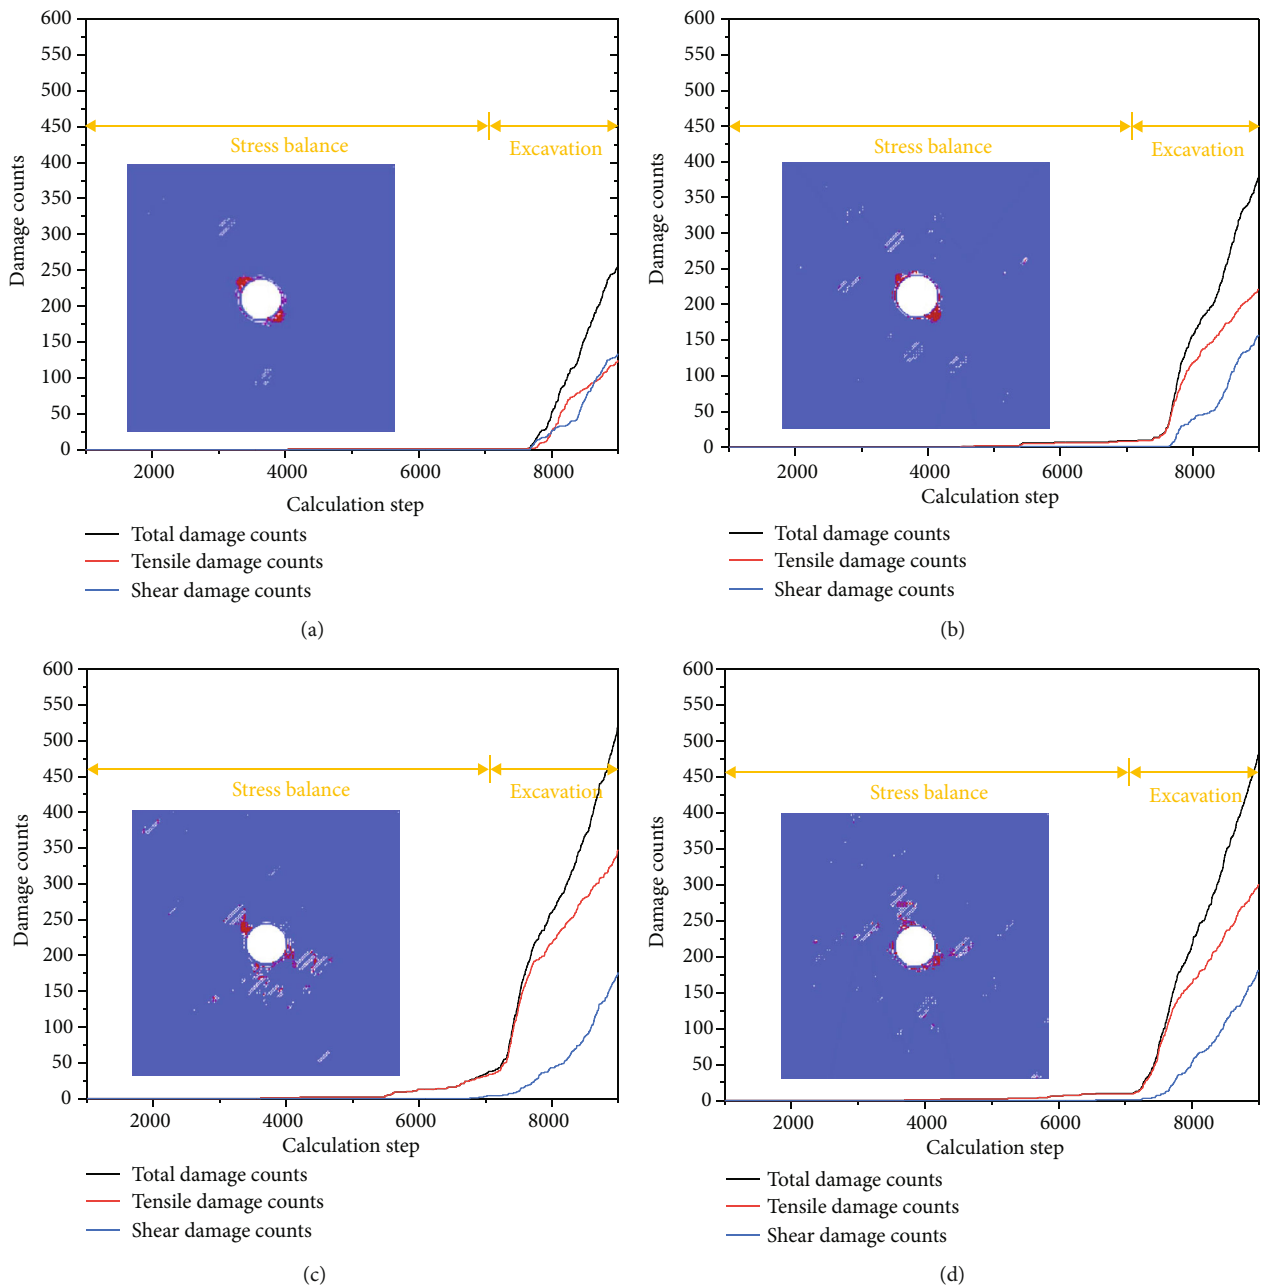 600
550
500
450
400
350
300
250
200
150
100
50
0
Damage counts
Stress balance
Excavation
2000 4000 6000 8000
Calculation step
Total damage counts
Tensile damage counts
Shear damage counts
(a)
600
550
500
450
400
350
300
250
200
150
100
50
0
Damage counts
Stress balance
Excavation
2000 4000 6000 8000
Calculation step
Total damage counts
Tensile damage counts
Shear damage counts
(b)
600
550
500
450
400
350
300
250
200
150
100
50
0
Damage counts
Stress balance
Excavation
2000 4000 6000 8000
Calculation step
Total damage counts
Tensile damage counts
Shear damage counts
(c)
600
550
500
450
400
350
300
250
200
150
100
50
0
Damage counts
Stress balance
Excavation
2000 4000 6000 8000
Calculation step
Total damage counts
Tensile damage counts
Shear damage counts
(d)